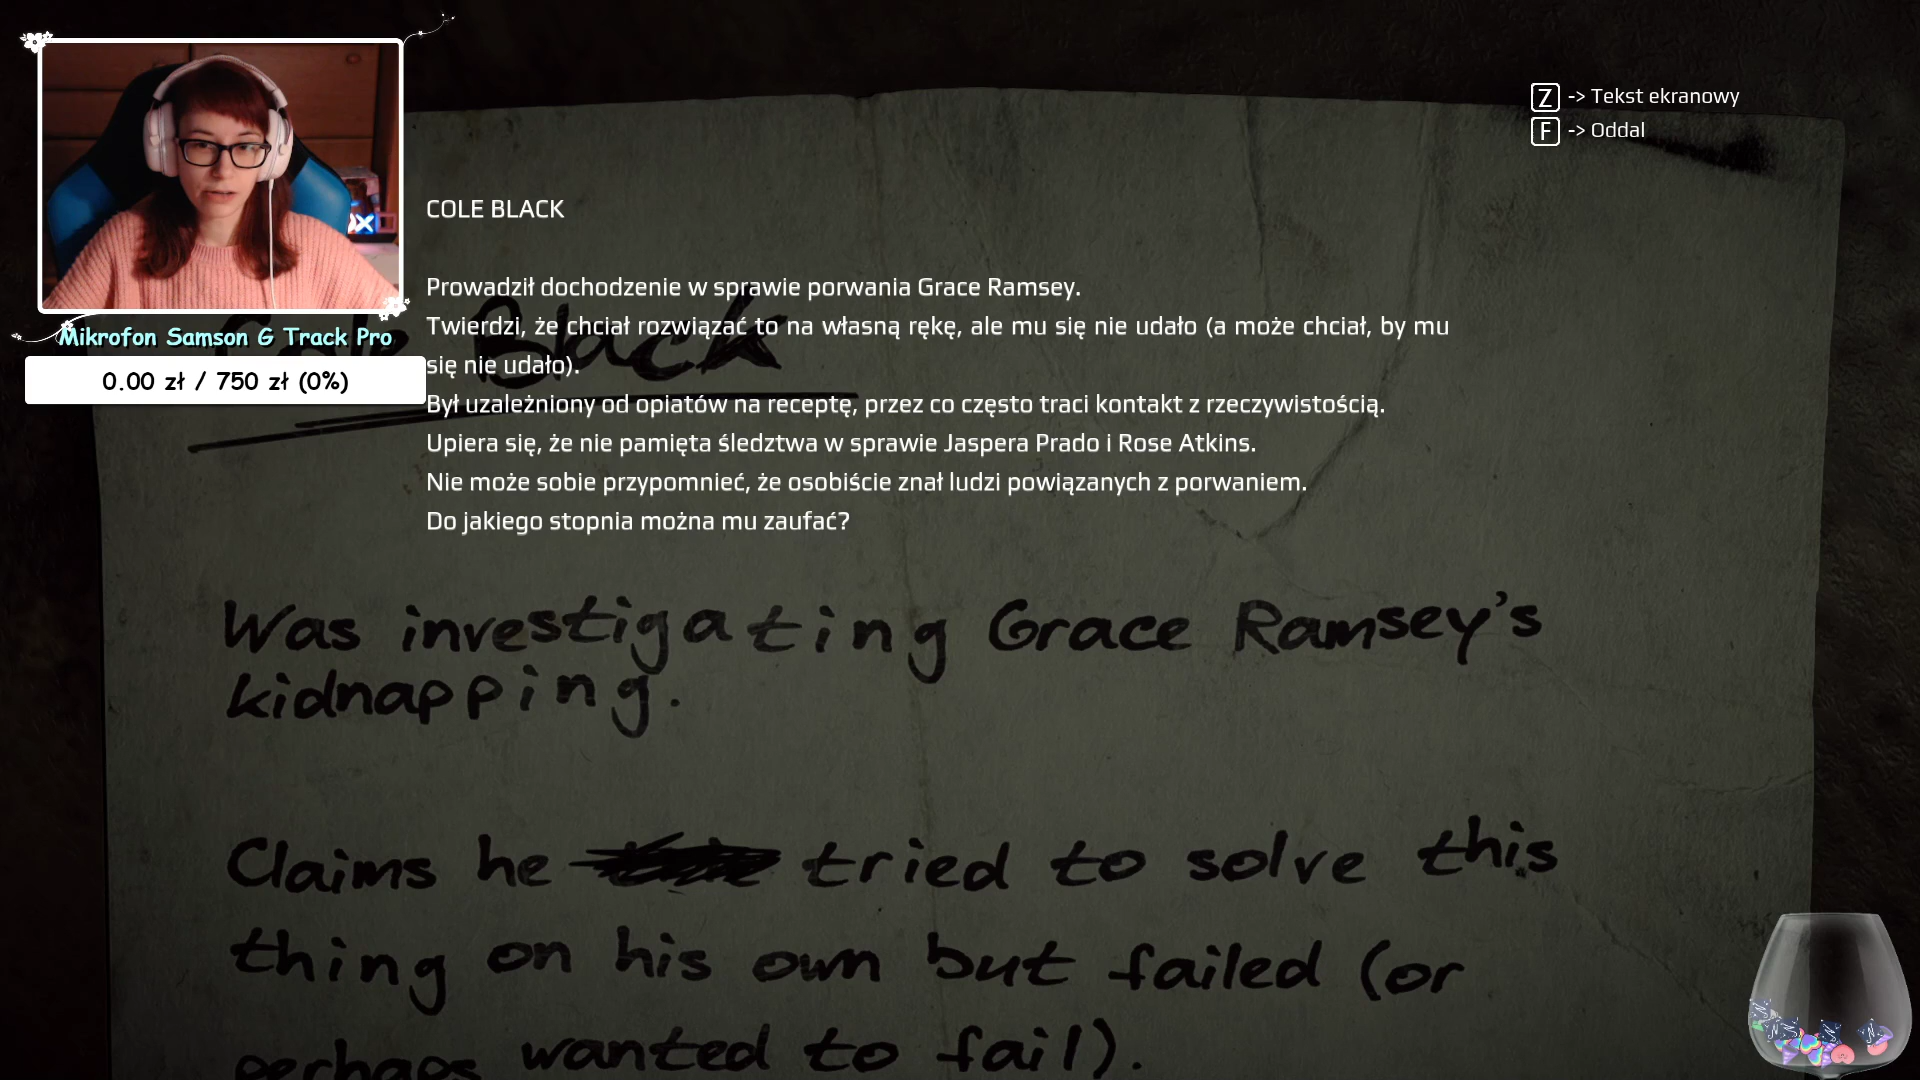 Z -> Tekst ekranowy
F -> Oddal
COLE BLACK
Prowadził dochodzenie w sprawie porwania Grace Ramsey.
Twierdzi, że chciał rozwiązać to na własną rękę, ale mu się nie udało (a może chciał, by mu
się nie udało).
Był uzależniony od opiatów na receptę, przez co często traci kontakt z rzeczywistością.
Upiera się, że nie pamięta śledztwa w sprawie Jaspera Prado i Rose Atkins.
Nie może sobie przypomnieć, że osobiście znał ludzi powiązanych z porwaniem.
Do jakiego stopnia można mu zaufać?
Mikrofon Samson G Track Pro
0.00 zł / 750 zł (0%)
Cole Black
Was investigating Grace Ramsey's
kidnapping.
Claims he tried to solve this
thing on his own but failed (or
perhaps wanted to fail).